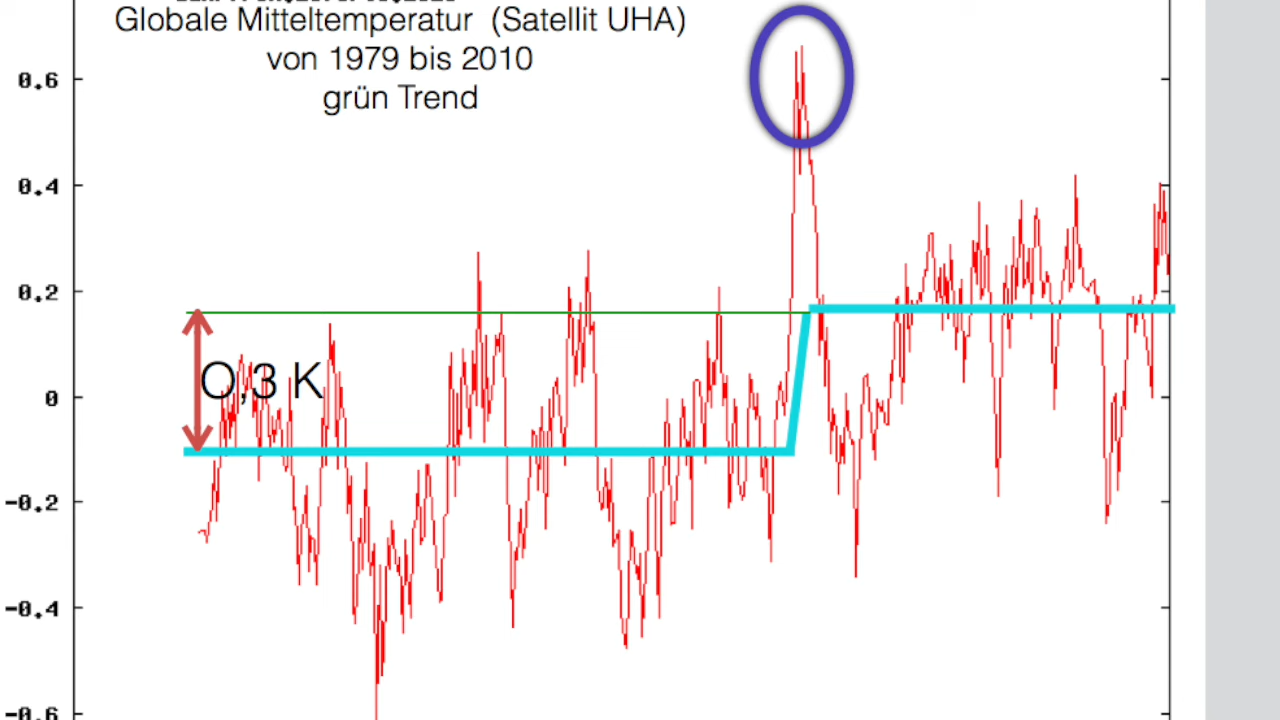 Globale Mitteltemperatur (Satellit UHA)
von 1979 bis 2010
grün Trend
0.6
0.4
0.2
0,3 K
0
-0.2
-0.4
-0.6